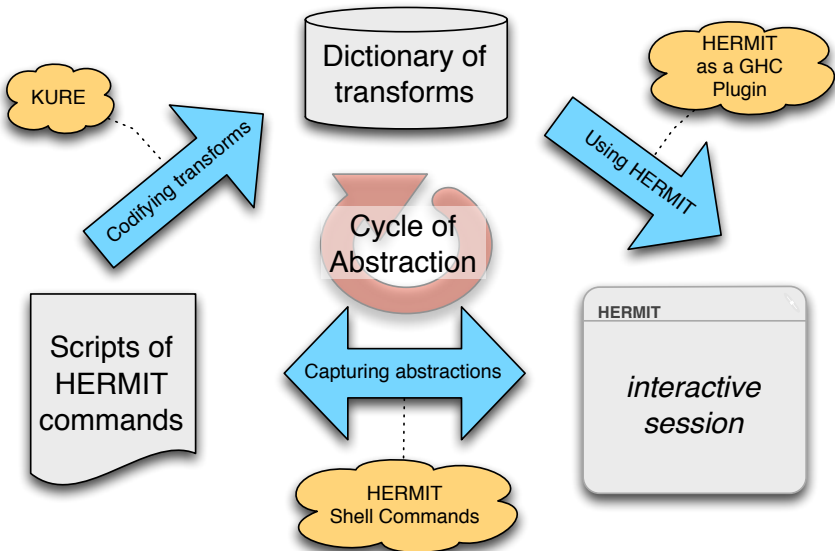 Dictionary of
transforms
HERMIT
as a GHC
Plugin
KURE
Codifying transforms
Using HERMIT
Cycle of
Abstraction
Scripts of
HERMIT
commands
Capturing abstractions
HERMIT
interactive
session
HERMIT
Shell Commands